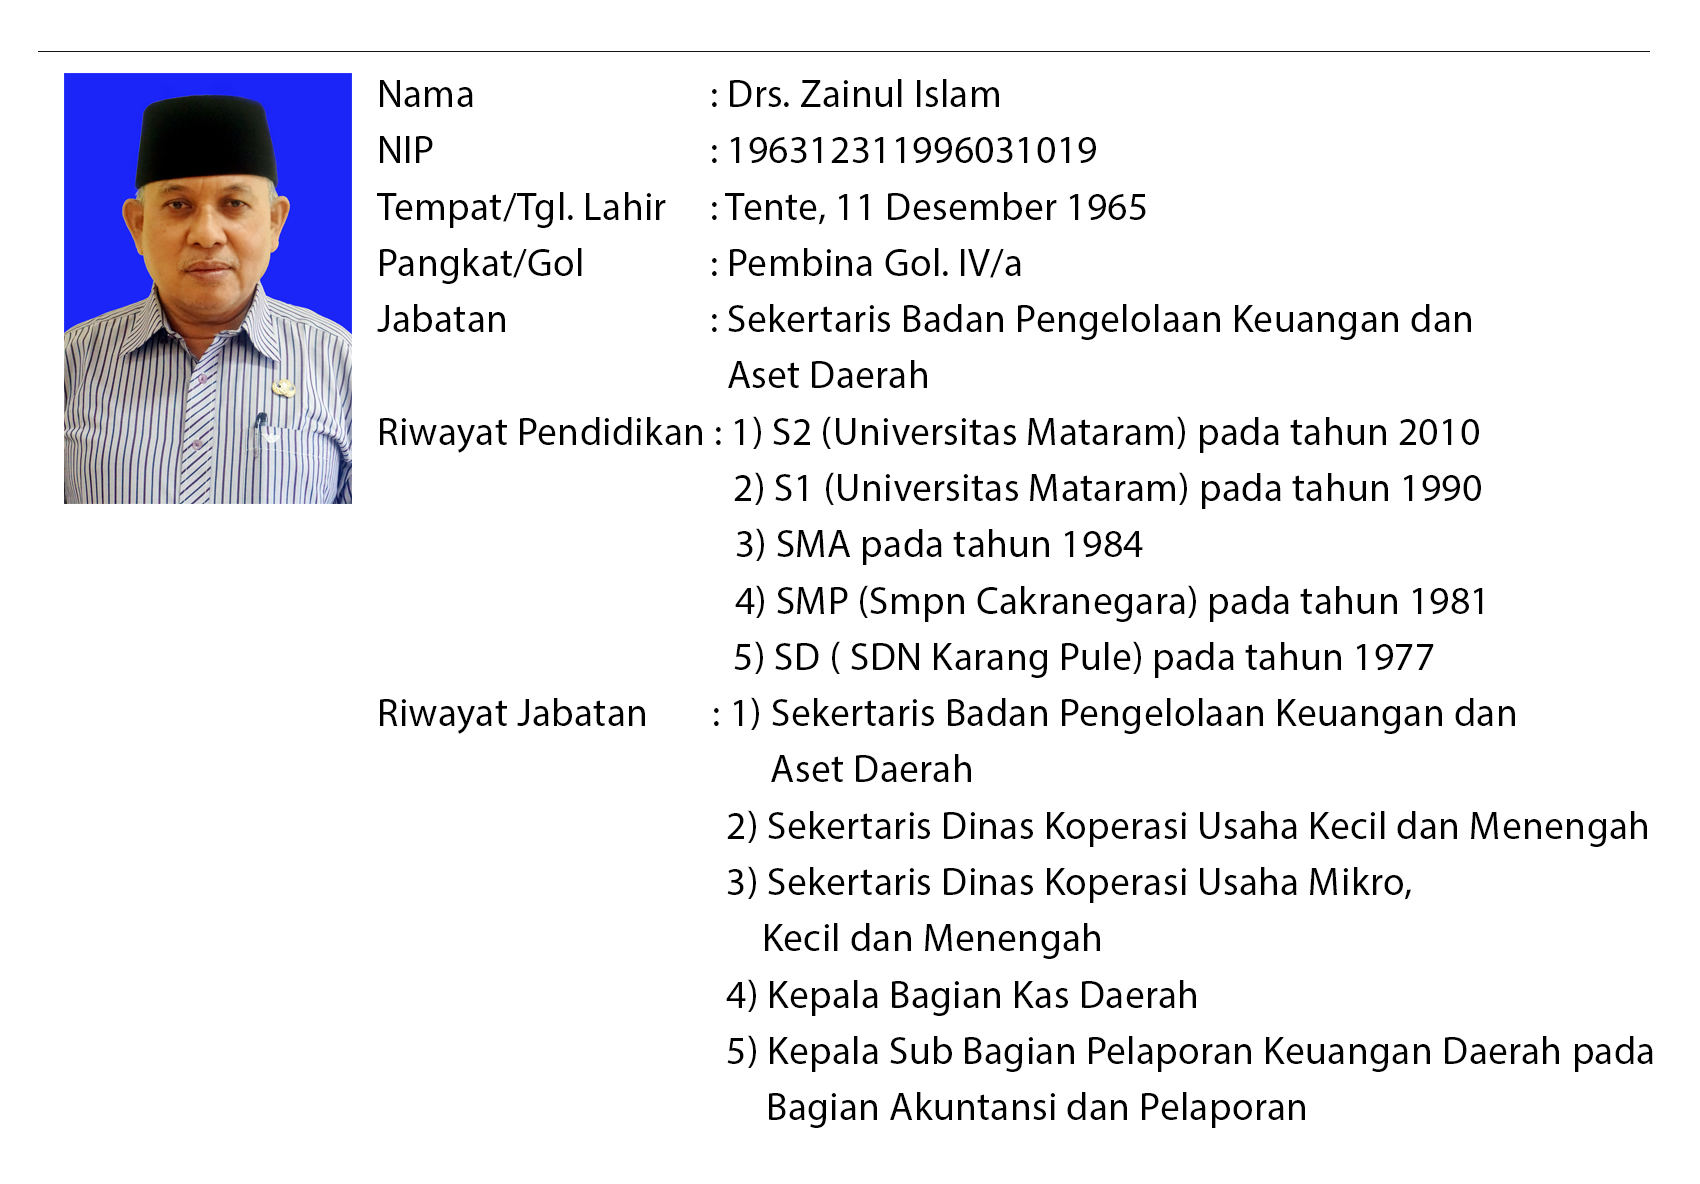 Nama : Drs. Zainul Islam
NIP : 196312311996031019
Tempat/Tgl. Lahir : Tente, 11 Desember 1965
Pangkat/Gol : Pembina Gol. IV/a
Jabatan : Sekertaris Badan Pengelolaan Keuangan dan
Aset Daerah
Riwayat Pendidikan : 1) S2 (Universitas Mataram) pada tahun 2010
2) S1 (Universitas Mataram) pada tahun 1990
3) SMA pada tahun 1984
4) SMP (Smpn Cakranegara) pada tahun 1981
5) SD ( SDN Karang Pule) pada tahun 1977
Riwayat Jabatan : 1) Sekertaris Badan Pengelolaan Keuangan dan
Aset Daerah
2) Sekertaris Dinas Koperasi Usaha Kecil dan Menengah
3) Sekertaris Dinas Koperasi Usaha Mikro,
Kecil dan Menengah
4) Kepala Bagian Kas Daerah
5) Kepala Sub Bagian Pelaporan Keuangan Daerah pada
Bagian Akuntansi dan Pelaporan